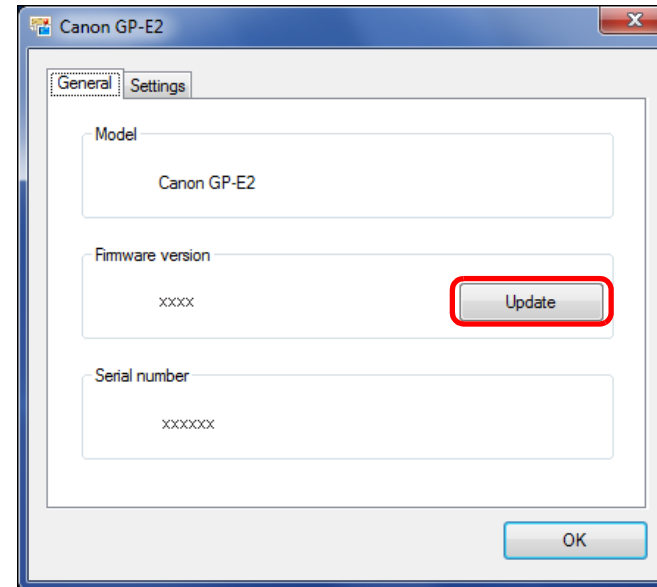 Canon GP-E2
General Settings
Model
Canon GP-E2
Firmware version
xxxx Update
Serial number
xxxxxx
OK